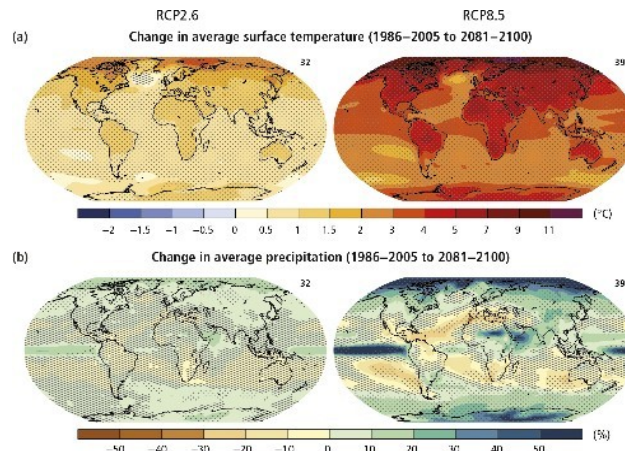 RCP2.6 RCP8.5
(a) Change in average surface temperature (1986–2005 to 2081–2100)
32 39
−2 −1.5 −1 −0.5 0 0.5 1 1.5 2 3 4 5 7 9 11 (°C)
(b) Change in average precipitation (1986–2005 to 2081–2100)
32 39
−50 −40 −30 −20 −10 0 10 20 30 40 50 (%)